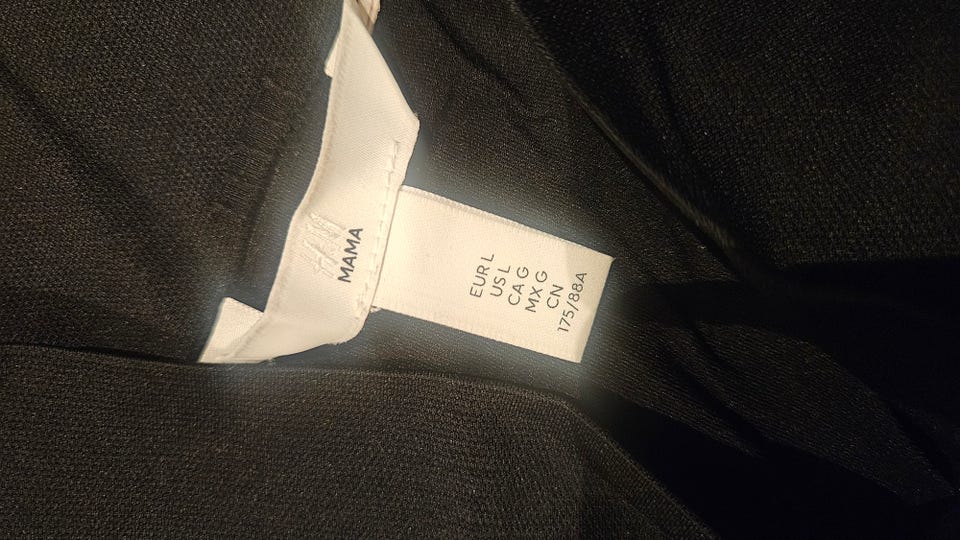 H&M
MAMA
EUR L
US L
CA G
MX G
CN
175/88A